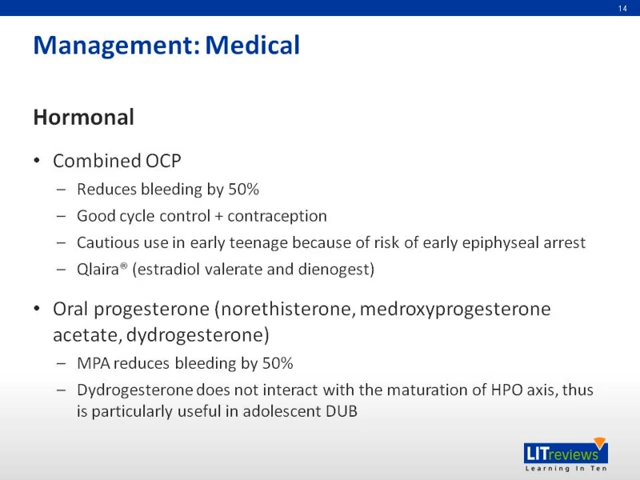 14
Management: Medical
Hormonal
• Combined OCP
– Reduces bleeding by 50%
– Good cycle control + contraception
– Cautious use in early teenage because of risk of early epiphyseal arrest
– Qlaira® (estradiol valerate and dienogest)
• Oral progesterone (norethisterone, medroxyprogesterone
acetate, dydrogesterone)
– MPA reduces bleeding by 50%
– Dydrogesterone does not interact with the maturation of HPO axis, thus
is particularly useful in adolescent DUB
LITreviews
Learning In Ten